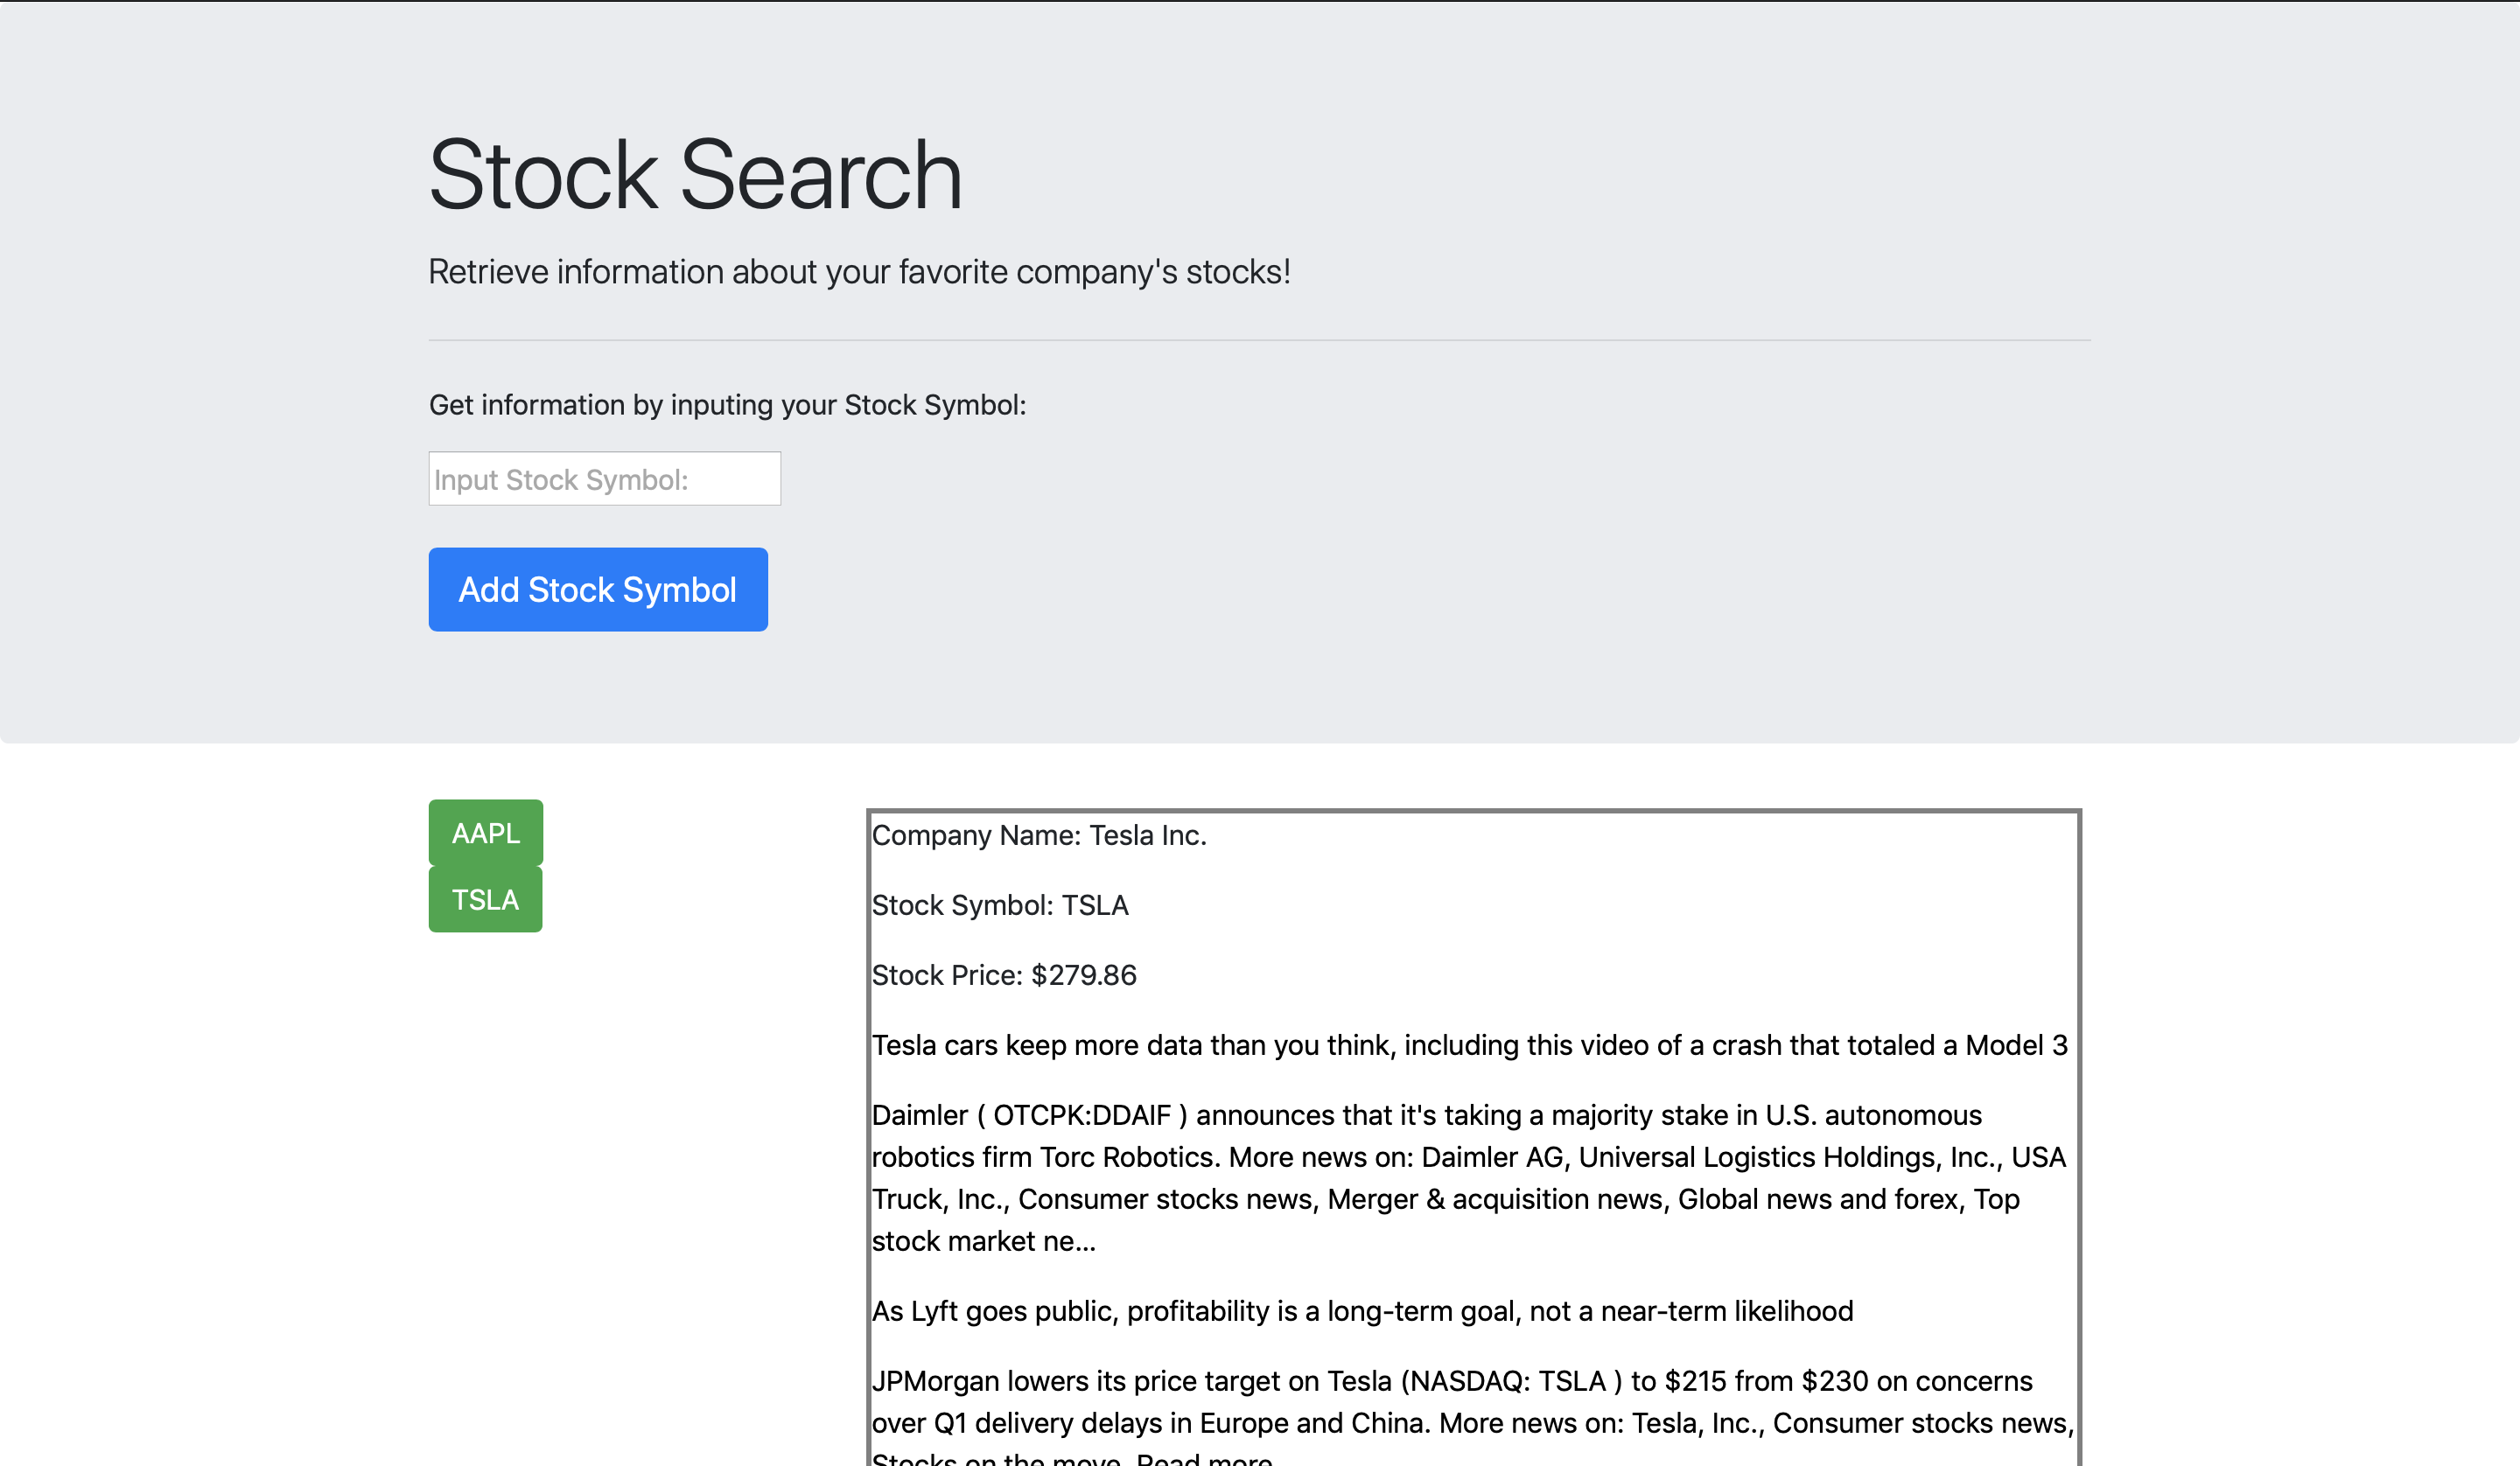 Stock Search
Retrieve information about your favorite company's stocks!
Get information by inputing your Stock Symbol:
Input Stock Symbol:
Add Stock Symbol
AAPL
TSLA
Company Name: Tesla Inc.
Stock Symbol: TSLA
Stock Price: $279.86
Tesla cars keep more data than you think, including this video of a crash that totaled a Model 3
Daimler ( OTCPK:DDAIF ) announces that it's taking a majority stake in U.S. autonomous
robotics firm Torc Robotics. More news on: Daimler AG, Universal Logistics Holdings, Inc., USA
Truck, Inc., Consumer stocks news, Merger & acquisition news, Global news and forex, Top
stock market ne...
As Lyft goes public, profitability is a long-term goal, not a near-term likelihood
JPMorgan lowers its price target on Tesla (NASDAQ: TSLA ) to $215 from $230 on concerns
over Q1 delivery delays in Europe and China. More news on: Tesla, Inc., Consumer stocks news,
Stocks on the move, Read more